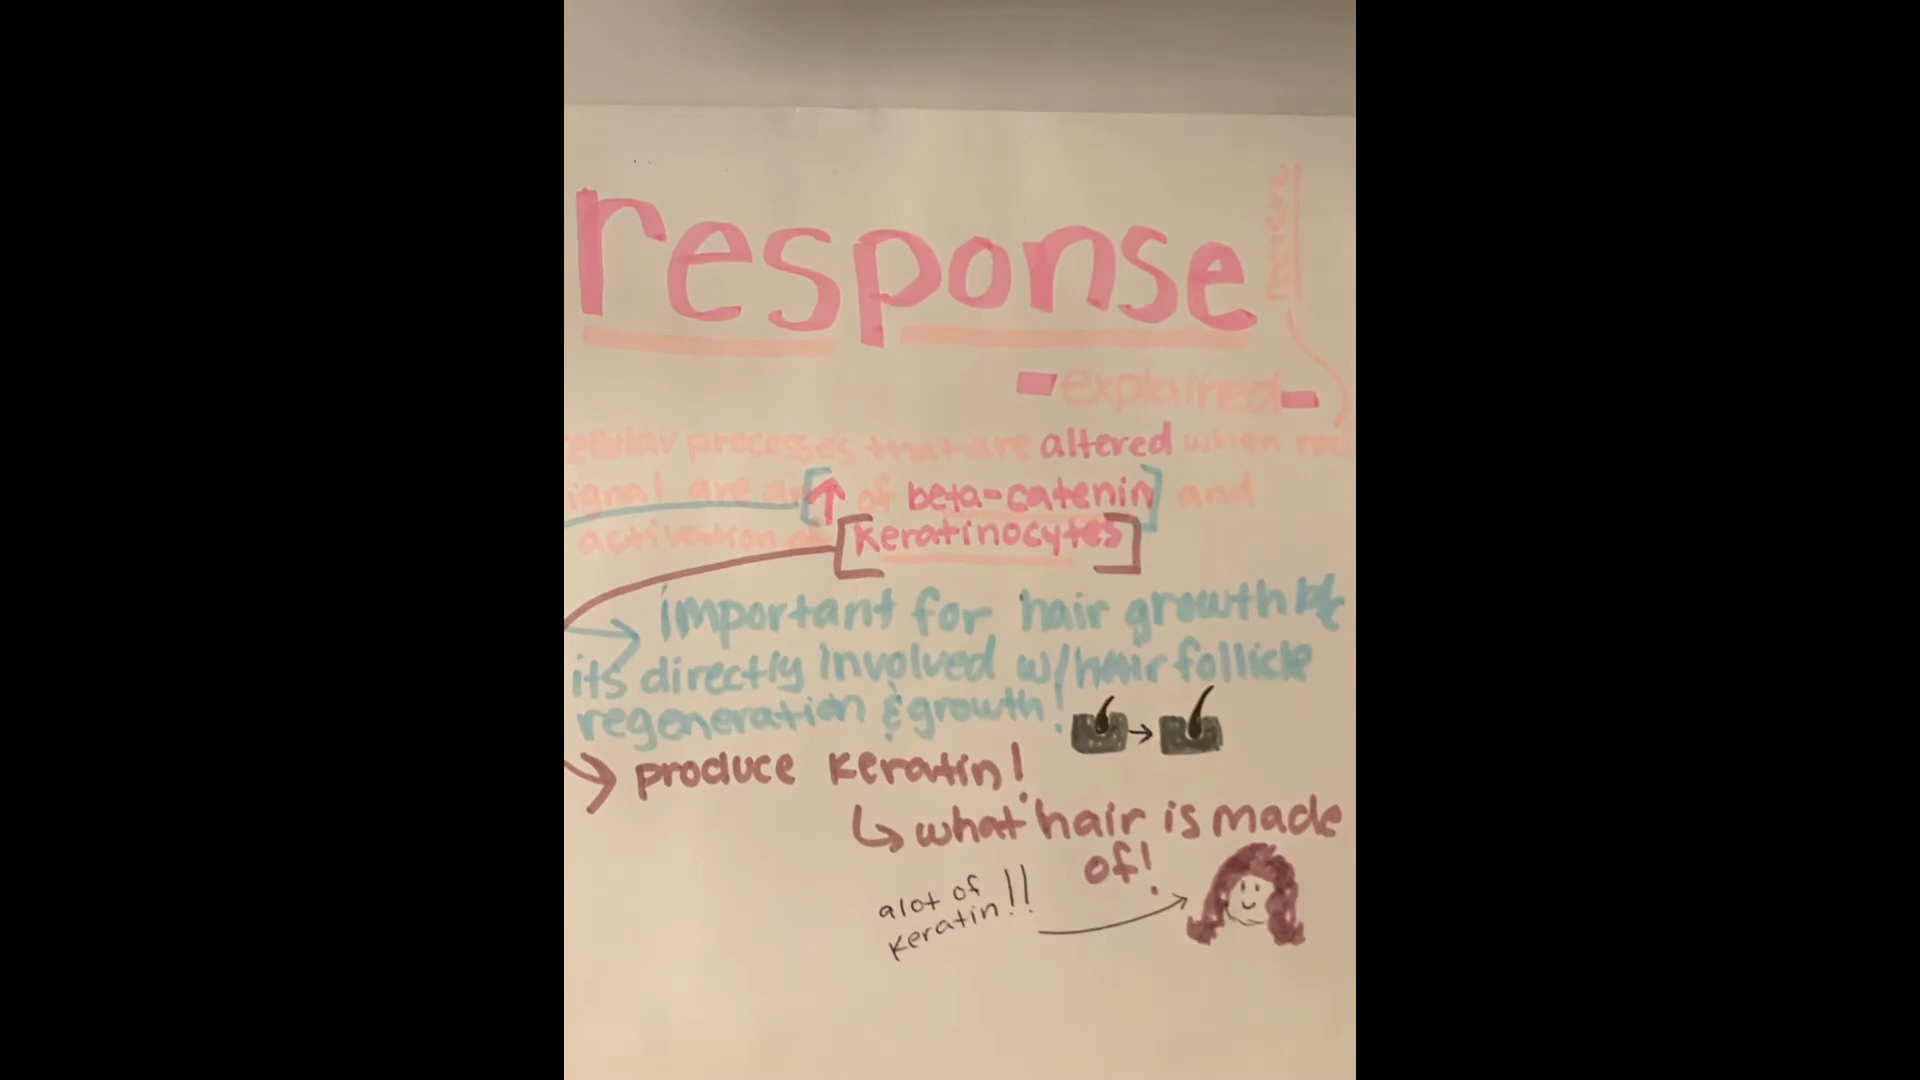 response
explained
cellular processes that are altered when
signal are an ↑ of beta-catenin and
activation of keratinocytes
important for hair growth b/c
its directly involved w/hair follicle
regeneration & growth!
produce keratin!
what hair is made
of!
alot of
keratin!!